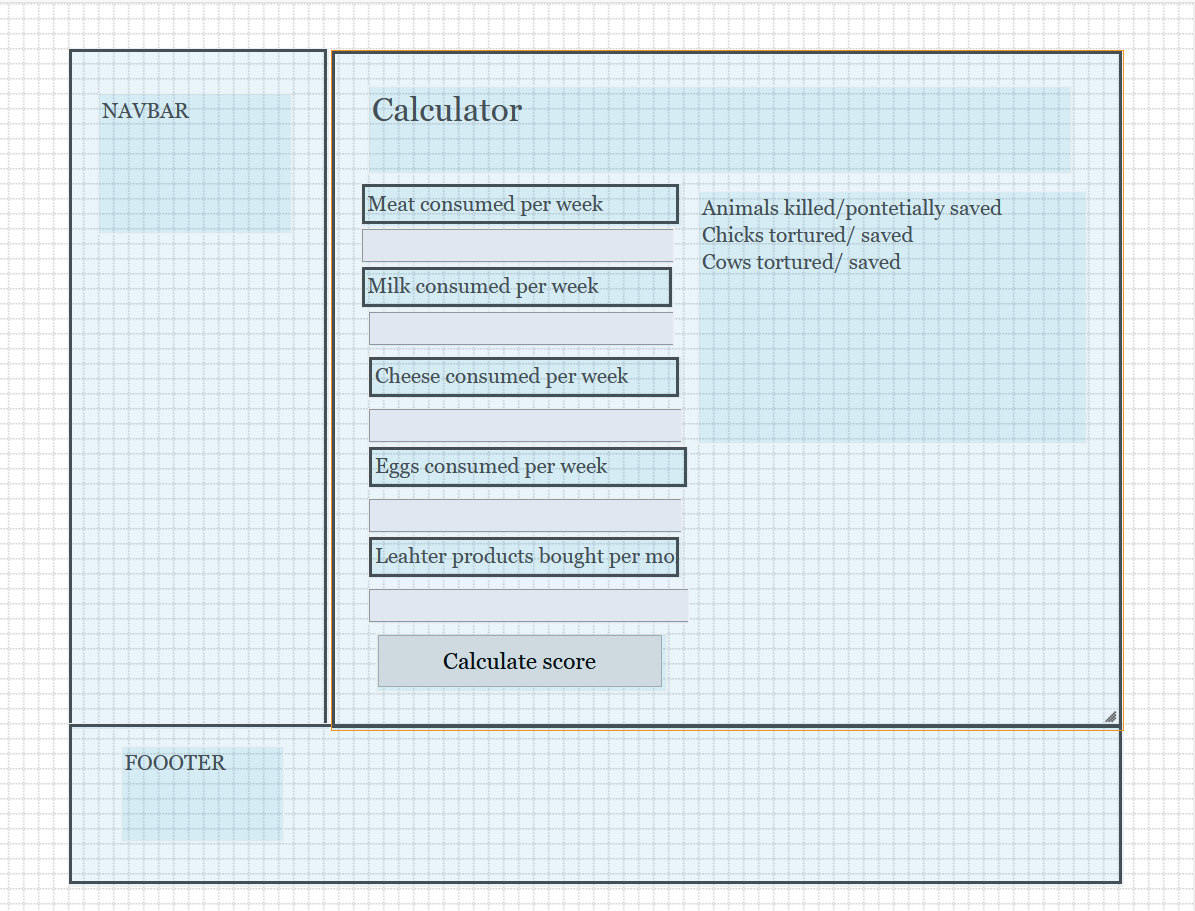 NAVBAR
Calculator
Meat consumed per week
Milk consumed per week
Cheese consumed per week
Eggs consumed per week
Leahter products bought per mo
Calculate score
Animals killed/pontetially saved
Chicks tortured/ saved
Cows tortured/ saved
FOOOTER